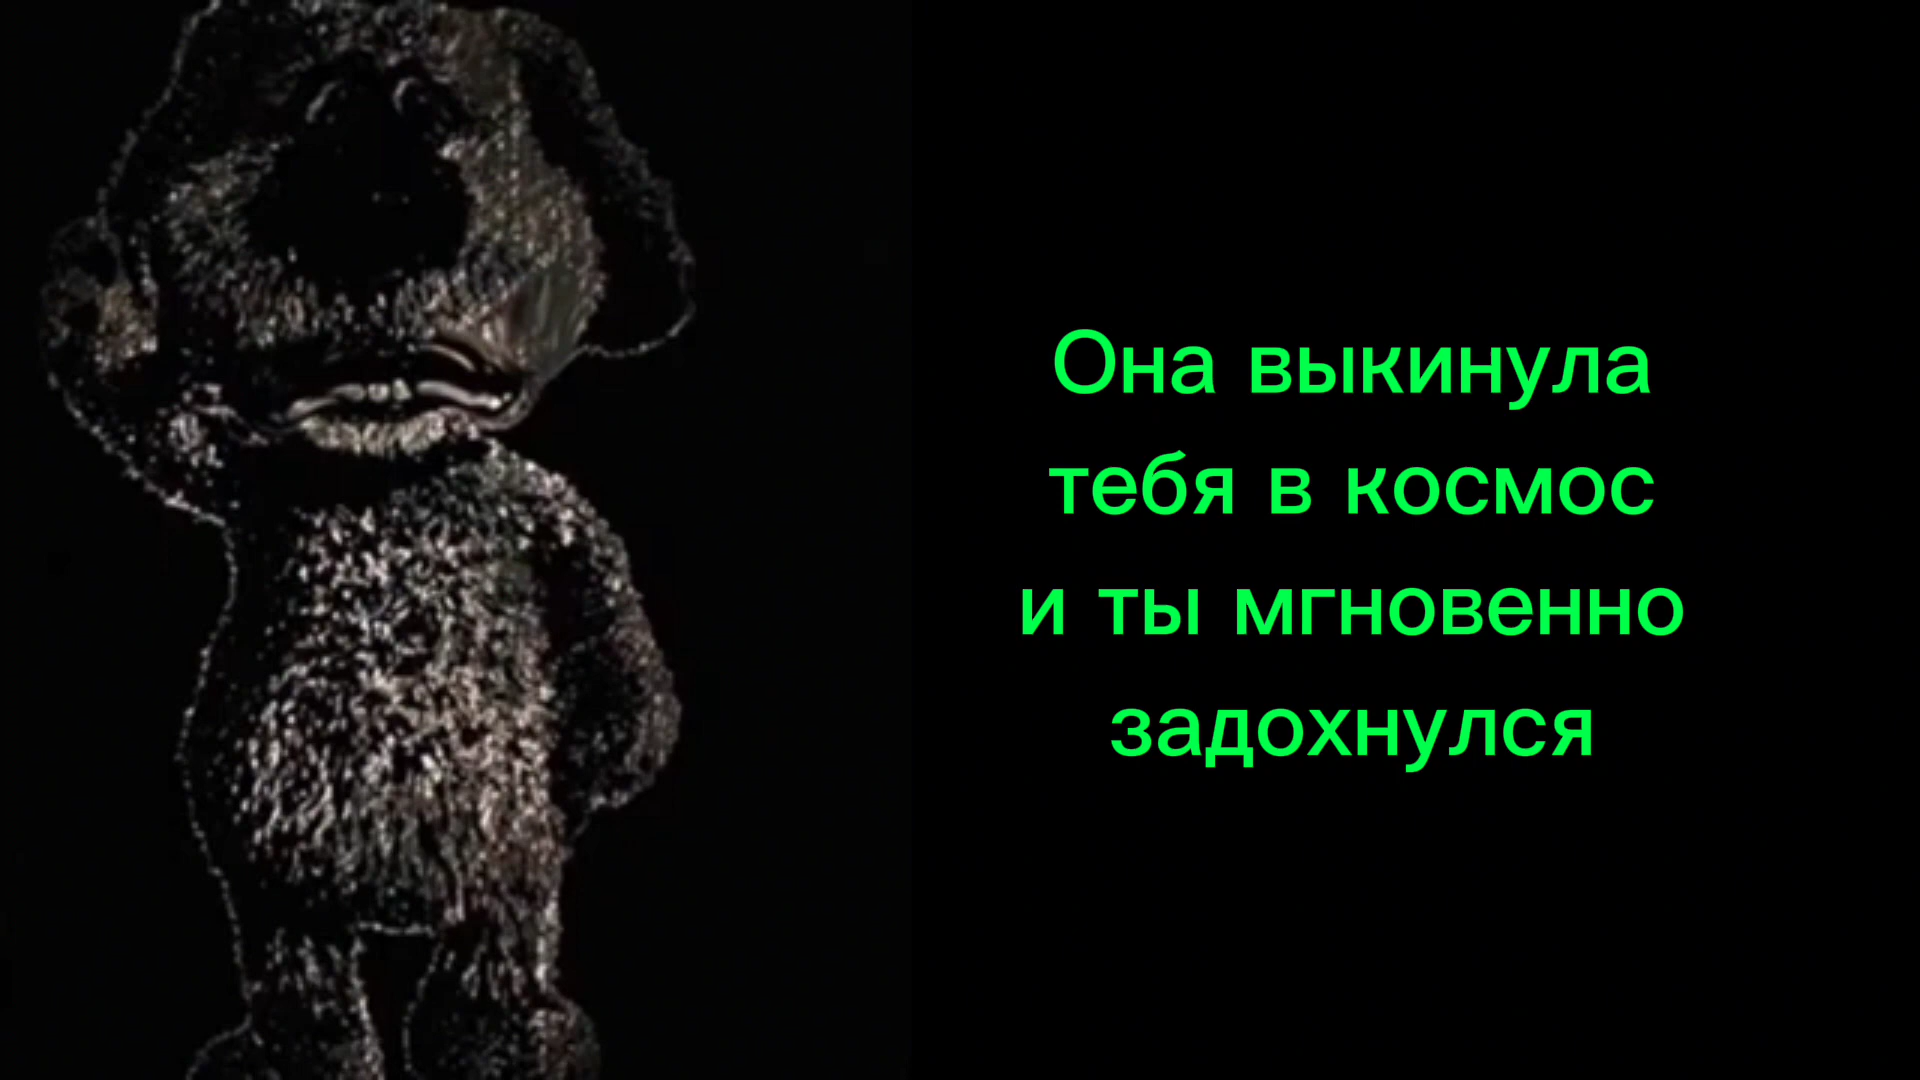 Она выкинула
тебя в космос
и ты мгновенно
задохнулся